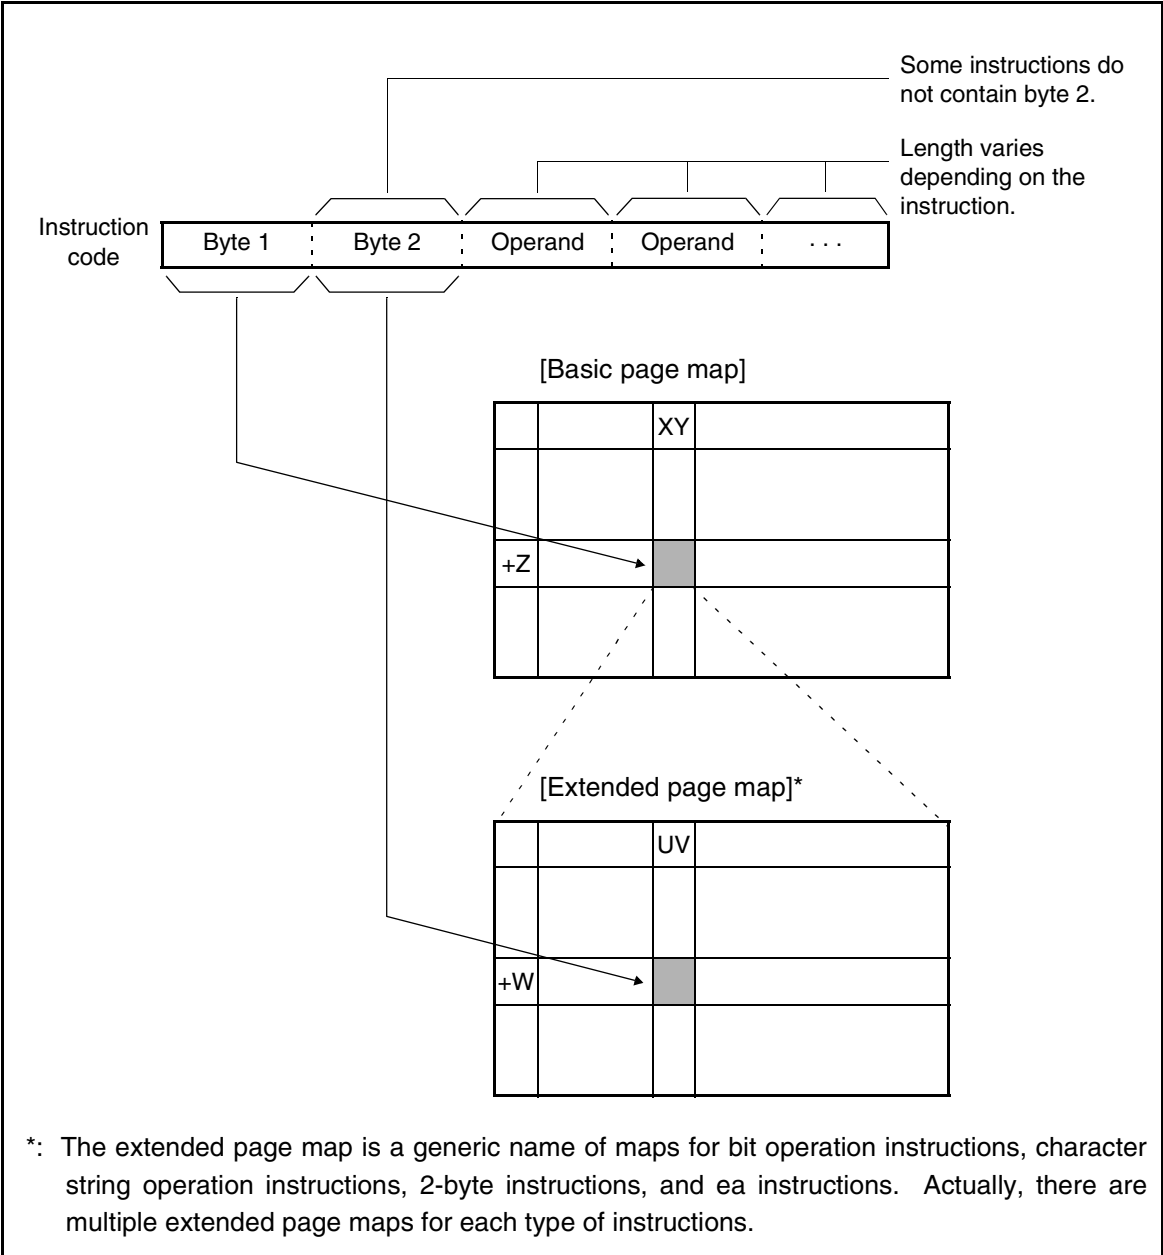 Some instructions do
not contain byte 2.
Length varies
depending on the
instruction.
Instruction
code
Byte 1 Byte 2 Operand Operand . . .
[Basic page map]
XY
+Z
[Extended page map]*
UV
+W
*: The extended page map is a generic name of maps for bit operation instructions, character
string operation instructions, 2-byte instructions, and ea instructions. Actually, there are
multiple extended page maps for each type of instructions.